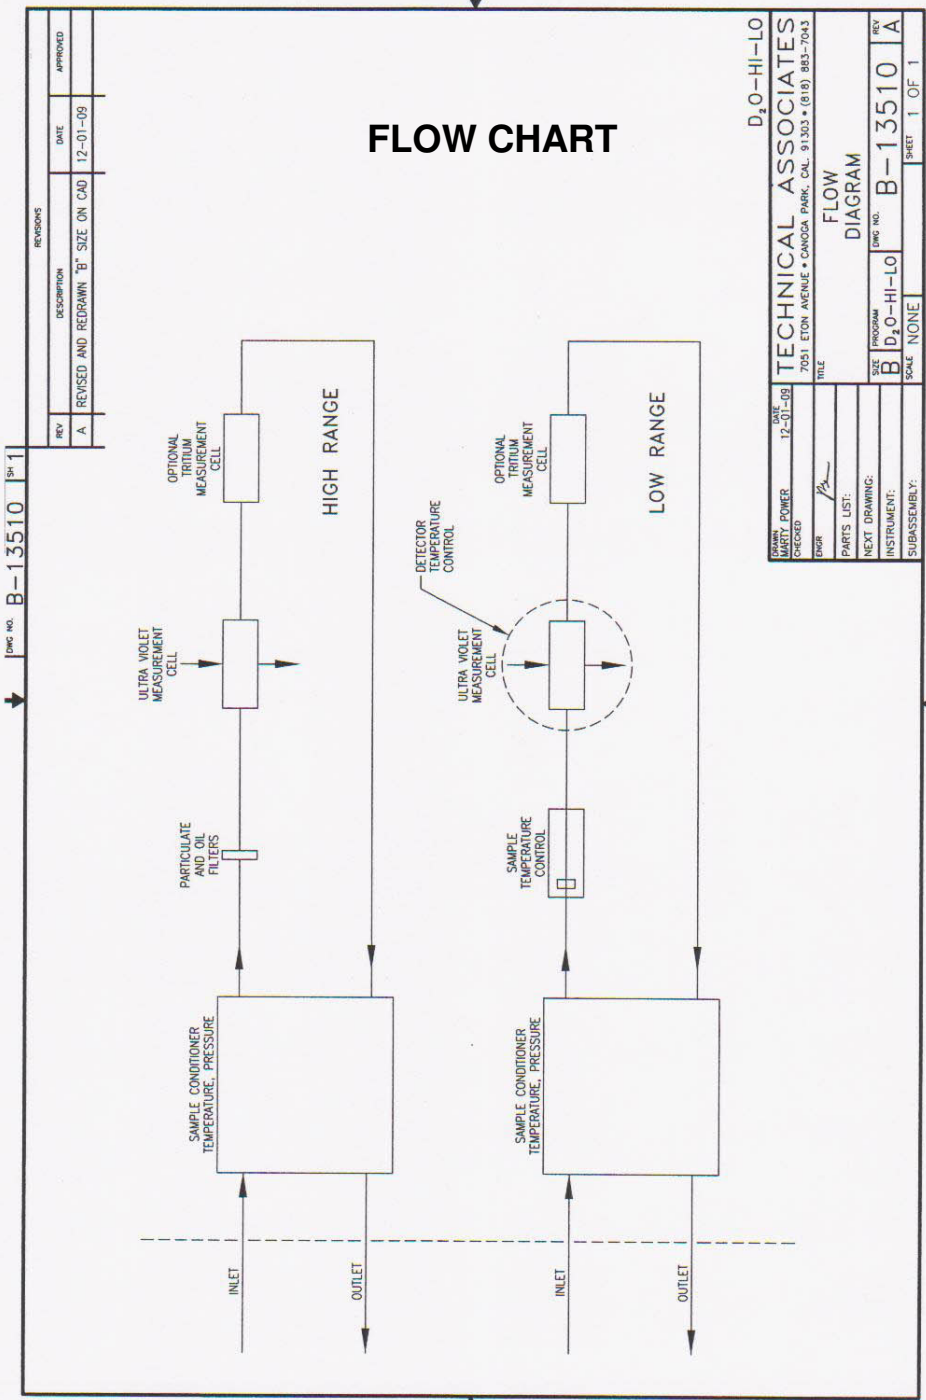 FLOW CHART
DWG NO. B-13510 SH 1
REVISIONS
REV DESCRIPTION DATE APPROVED
A REVISED AND REDRAWN "B" SIZE ON CAD 12-01-09
INLET
OUTLET
SAMPLE CONDITIONER
TEMPERATURE, PRESSURE
PARTICULATE
AND OIL
FILTERS
ULTRA VIOLET
MEASUREMENT
CELL
OPTIONAL
TRITIUM
MEASUREMENT
CELL
HIGH RANGE
INLET
OUTLET
SAMPLE CONDITIONER
TEMPERATURE, PRESSURE
SAMPLE
TEMPERATURE
CONTROL
ULTRA VIOLET
MEASUREMENT
CELL
DETECTOR
TEMPERATURE
CONTROL
OPTIONAL
TRITIUM
MEASUREMENT
CELL
LOW RANGE
D₂O-HI-LO
DRAWN DATE
MARTY POWER 12-01-09
CHECKED
ENGR
PARTS LIST:
NEXT DRAWING:
INSTRUMENT:
SUBASSEMBLY:
TECHNICAL ASSOCIATES
7051 ETON AVENUE • CANOGA PARK, CAL. 91303 • (818) 883-7043
TITLE
FLOW
DIAGRAM
SIZE PROGRAM DWG NO. REV
B D₂O-HI-LO B-13510 A
SCALE NONE SHEET 1 OF 1